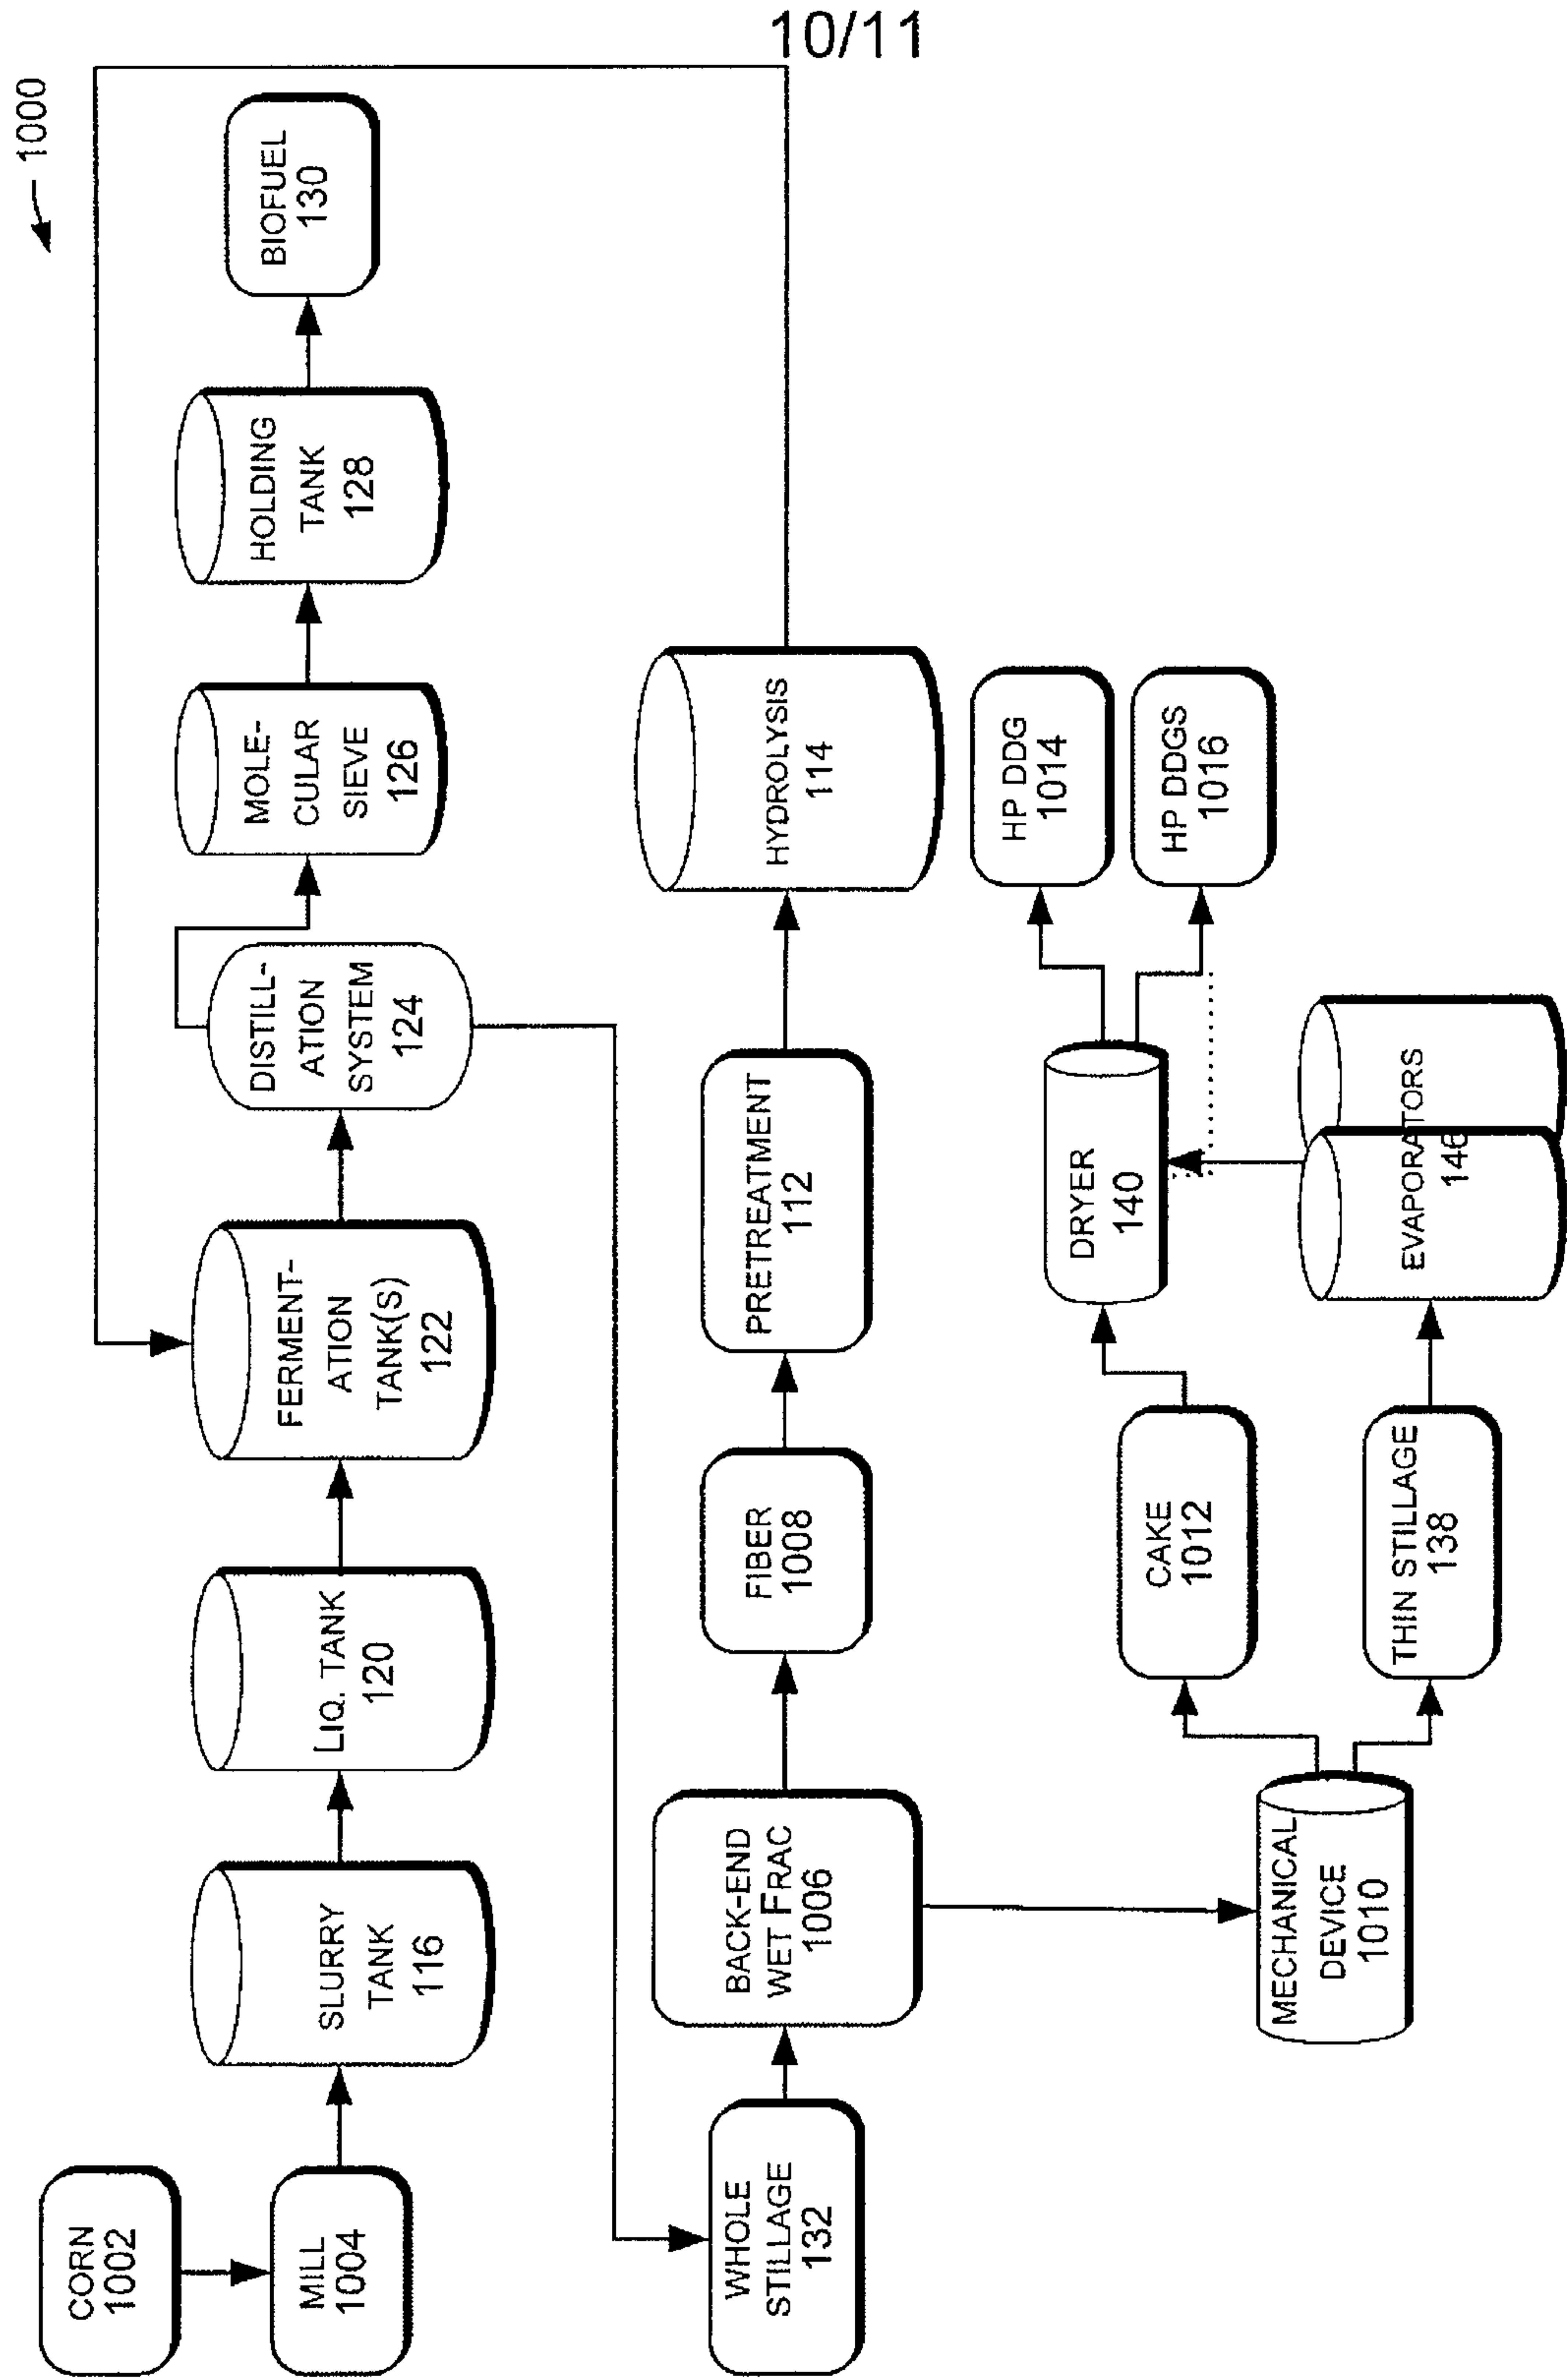 10/11
1000
CORN
1002
MILL
1004
SLURRY
TANK
116
LIQ. TANK
120
FERMENT-
ATION
TANK(S)
122
DISTILL-
ATION
SYSTEM
124
MOLE-
CULAR
SIEVE
126
HOLDING
TANK
128
BIOFUEL
130
WHOLE
STILLAGE
132
BACK-END
WET FRAC
1006
FIBER
1008
PRETREATMENT
112
HYDROLYSIS
114
MECHANICAL
DEVICE
1010
CAKE
1012
THIN STILLAGE
138
DRYER
140
EVAPORATORS
146
HP DDG
1014
HP DDGS
1016